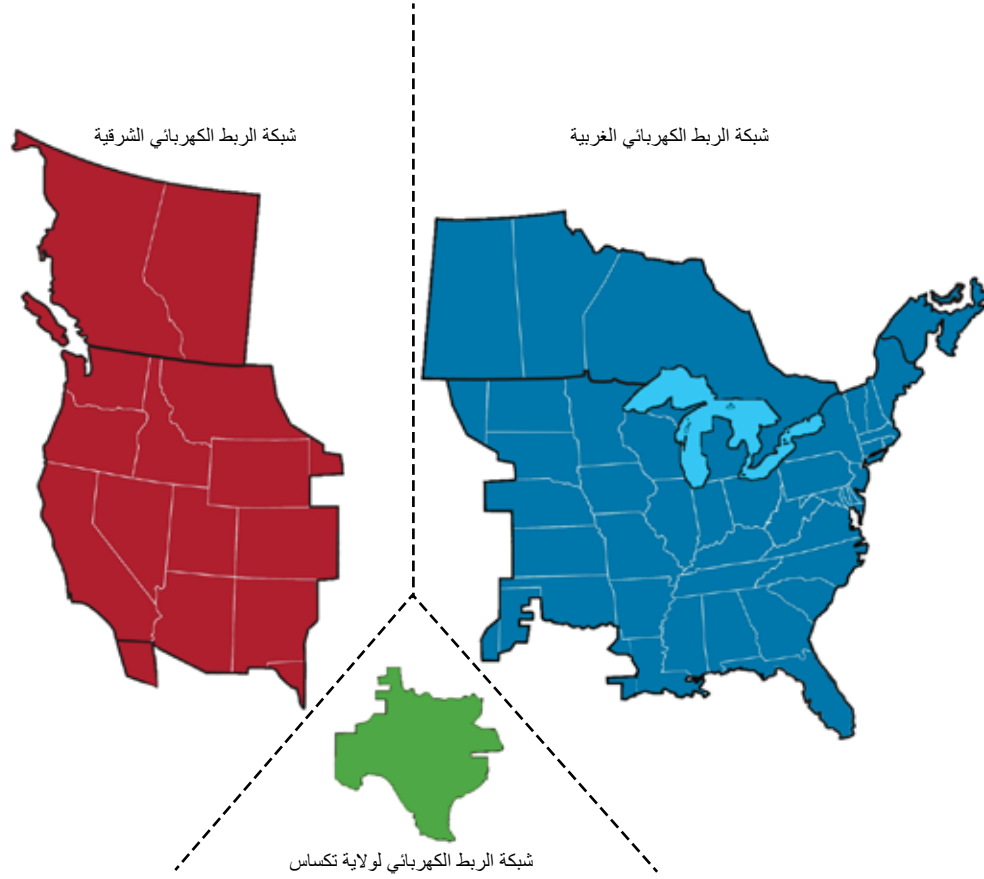 شبكة الربط الكهربائي الغربية
شبكة الربط الكهربائي الشرقية
شبكة الربط الكهربائي لولاية تكساس